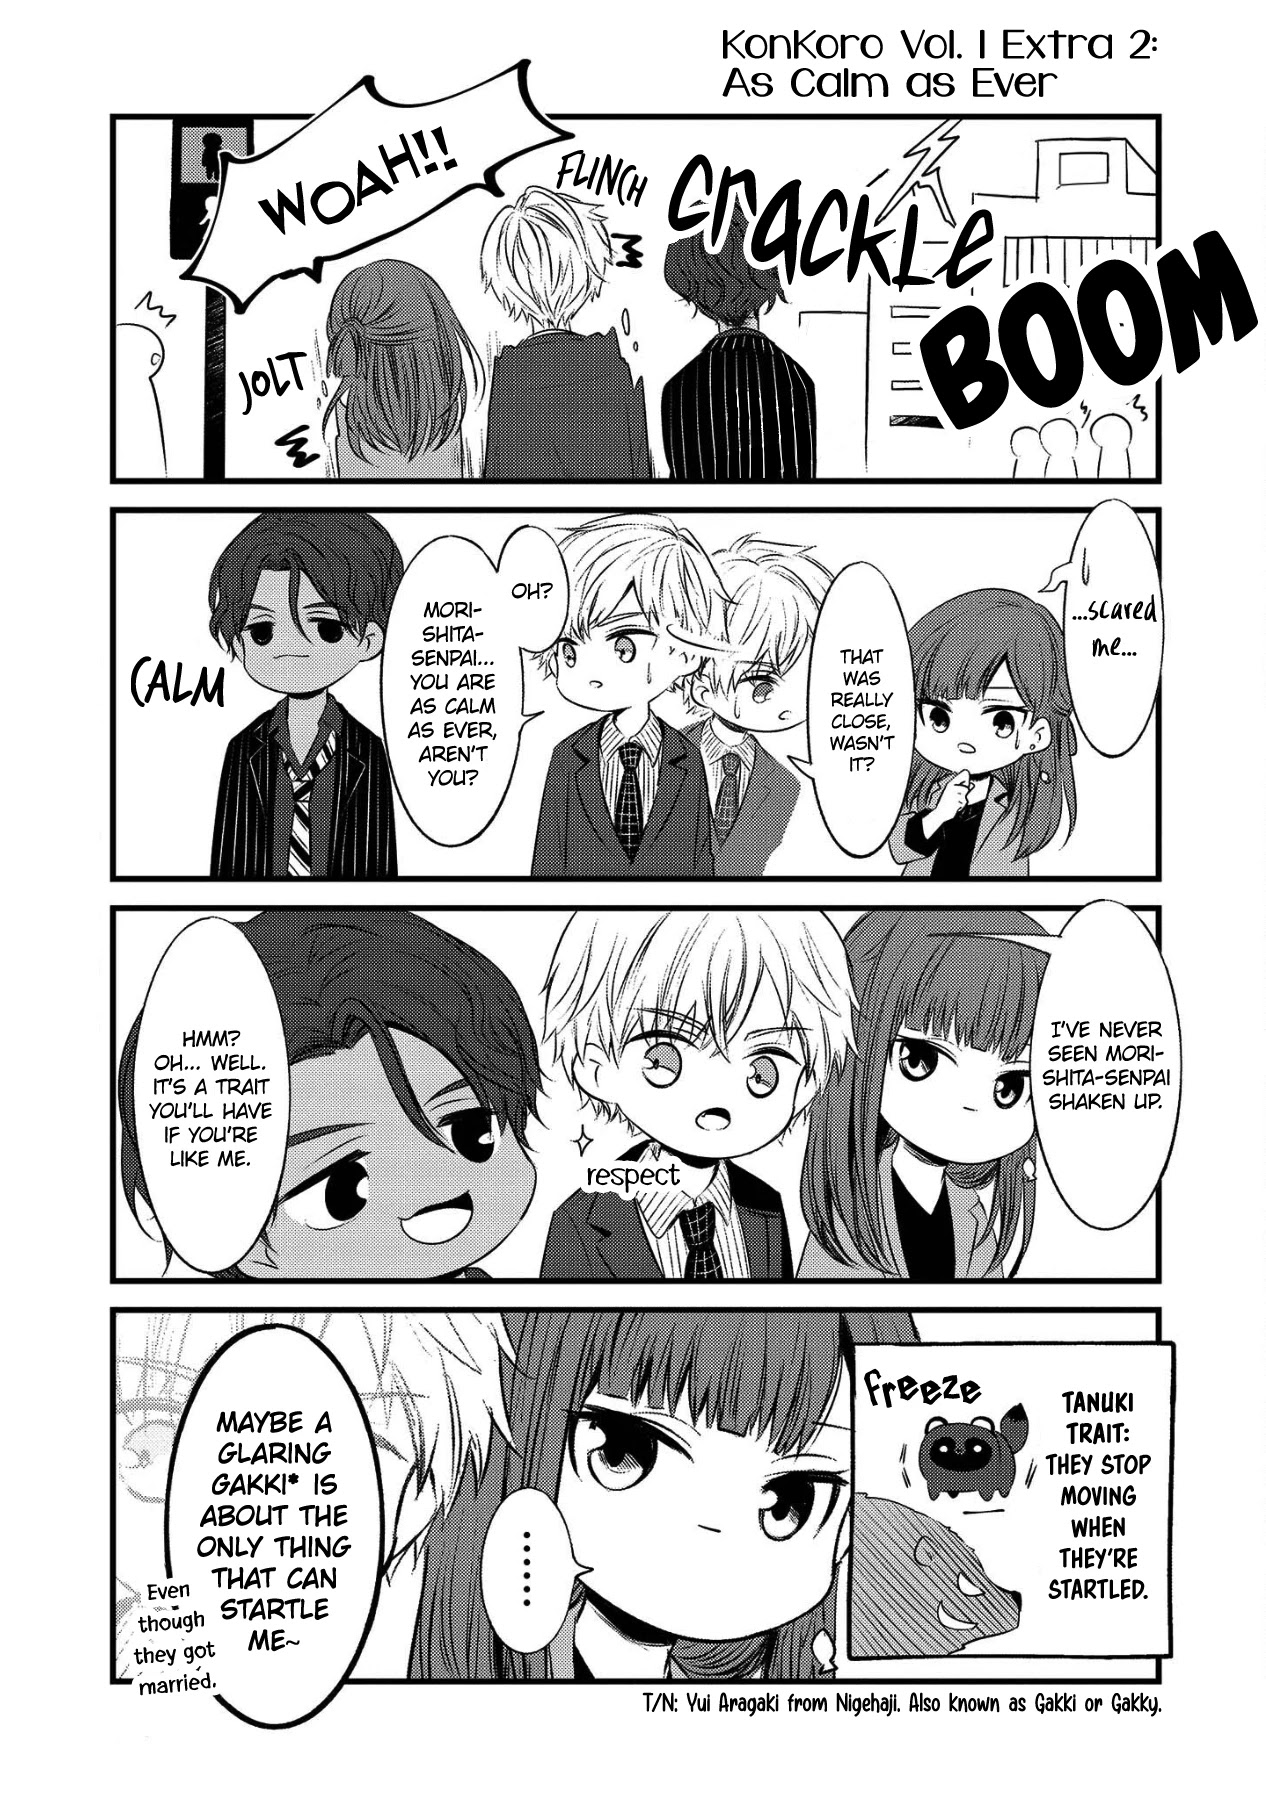 KonKoro Vol. 1 Extra 2:
As Calm as Ever
CRACKLE
BOOM
FLINCH
WOAH!!
JOLT
...scared
me...
THAT
WAS
REALLY
CLOSE,
WASN'T
IT?
OH?
MORI-
SHITA-
SENPAI...
YOU ARE
AS CALM
AS EVER,
AREN'T
YOU?
CALM
I'VE NEVER
SEEN MORI-
SHITA-SENPAI
SHAKEN UP.
respect
HMM?
OH... WELL.
IT'S A TRAIT
YOU'LL HAVE
IF YOU'RE
LIKE ME.
TANUKI
TRAIT:
THEY STOP
MOVING
WHEN
THEY'RE
STARTLED.
FREEZE
......
MAYBE A
GLARING
GAKKI* IS
ABOUT THE
ONLY THING
THAT CAN
STARTLE
ME~
Even
though
they got
married.
T/N: Yui Aragaki from Nigehaji. Also known as Gakki or Gakky.